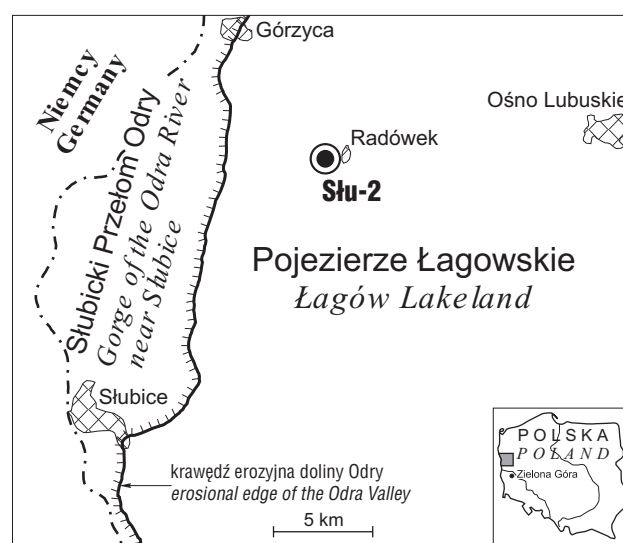 Górzyca
Niemcy
Germany
Ośno Lubuskie
Radówek
Słu-2
Słubicki Przełom Odry
Gorge of the Odra River
near Słubice
Pojezierze Łagowskie
Łagów Lakeland
Słubice
POLSKA
POLAND
Zielona Góra
krawędź erozyjna doliny Odry
erosional edge of the Odra Valley
5 km